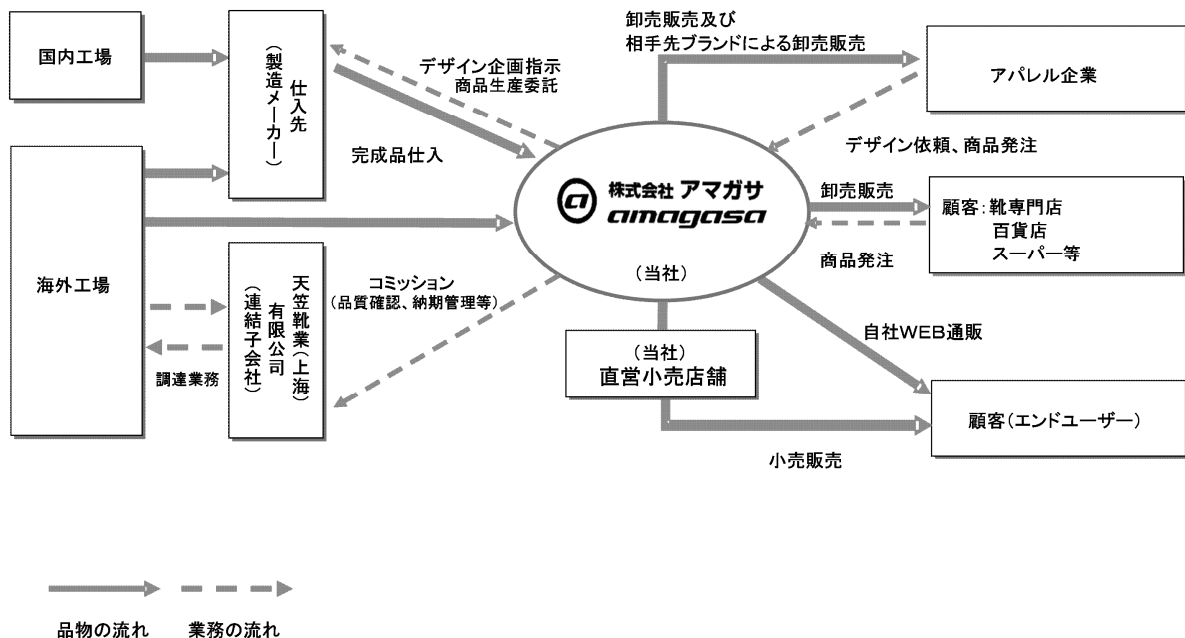 国内工場
仕入先
(製造メーカー)
デザイン企画指示
商品生産委託
完成品仕入
卸売販売及び
相手先ブランドによる卸売販売
アパレル企業
デザイン依頼、商品発注
海外工場
株式会社 アマガサ
a amagasa
(当社)
卸売販売
商品発注
顧客:靴専門店
百貨店
スーパー等
調達業務
天笠靴業(上海)
有限公司
(連結子会社)
コミッション
(品質確認、納期管理等)
(当社)
直営小売店舗
自社WEB通販
顧客(エンドユーザー)
小売販売
品物の流れ
業務の流れ